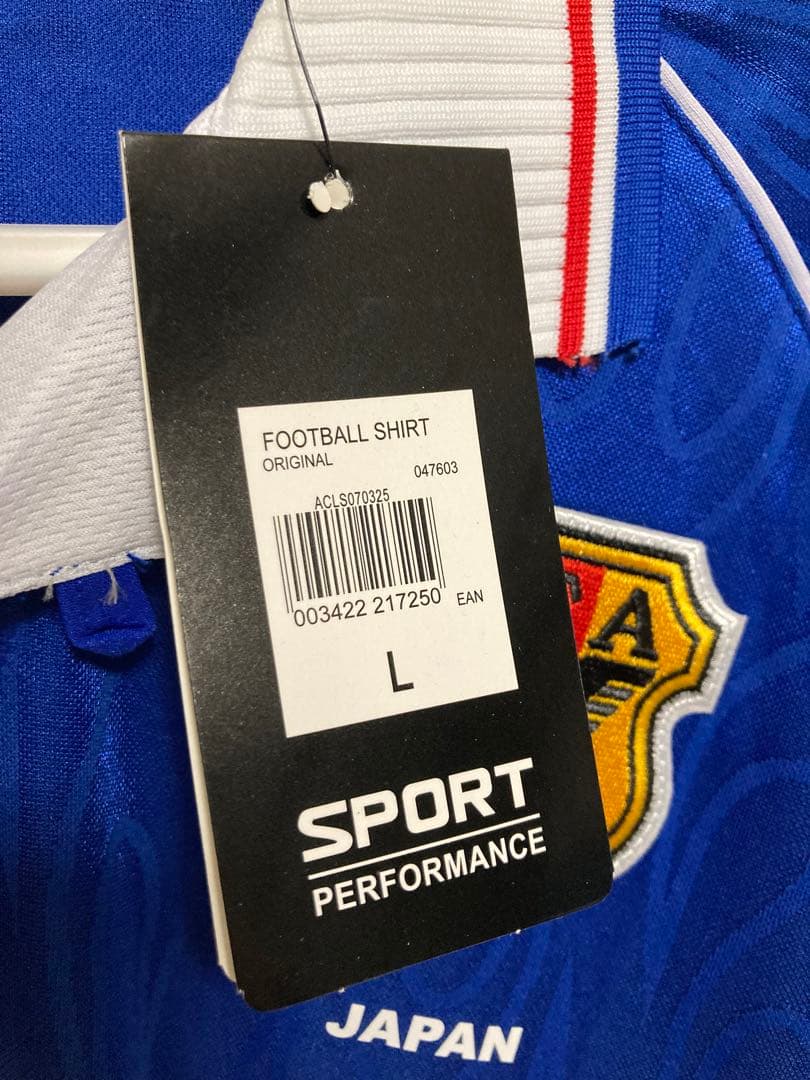 FOOTBALL SHIRT
ORIGINAL
047603
ACLS070325
003422 217250 EAN
L
SPORT
PERFORMANCE
A
JAPAN